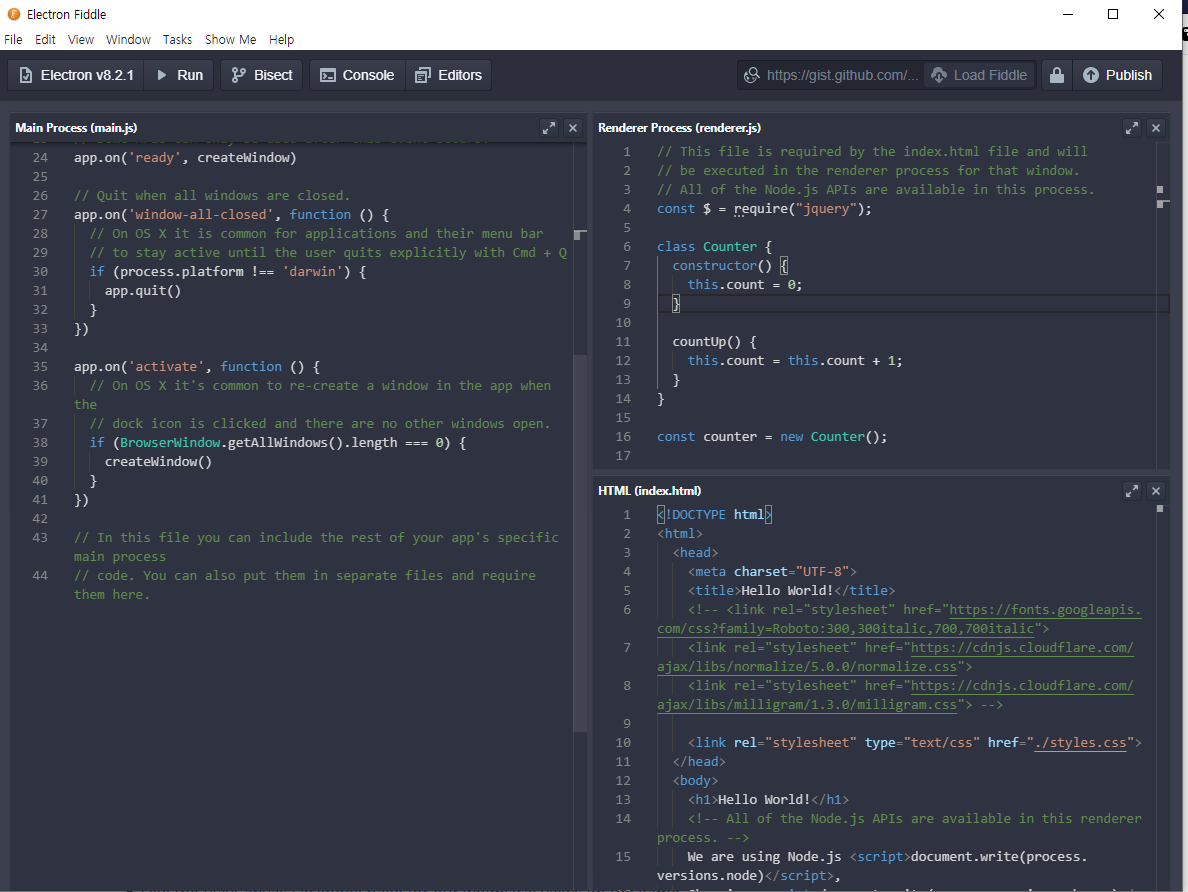 Electron Fiddle
File Edit View Window Tasks Show Me Help
Electron v8.2.1 Run Bisect Console Editors https://gist.github.com/... Load Fiddle Publish
Main Process (main.js)
24 app.on('ready', createWindow)
25
26 // Quit when all windows are closed.
27 app.on('window-all-closed', function () {
28 // On OS X it is common for applications and their menu bar
29 // to stay active until the user quits explicitly with Cmd + Q
30 if (process.platform !== 'darwin') {
31 app.quit()
32 }
33 })
34
35 app.on('activate', function () {
36 // On OS X it's common to re-create a window in the app when
the
37 // dock icon is clicked and there are no other windows open.
38 if (BrowserWindow.getAllWindows().length === 0) {
39 createWindow()
40 }
41 })
42
43 // In this file you can include the rest of your app's specific
main process
44 // code. You can also put them in separate files and require
them here.
Renderer Process (renderer.js)
1 // This file is required by the index.html file and will
2 // be executed in the renderer process for that window.
3 // All of the Node.js APIs are available in this process.
4 const $ = require("jquery");
5
6 class Counter {
7 constructor() {
8 this.count = 0;
9 }
10
11 countUp() {
12 this.count = this.count + 1;
13 }
14 }
15
16 const counter = new Counter();
17
HTML (index.html)
1 <!DOCTYPE html>
2 <html>
3 <head>
4 <meta charset="UTF-8">
5 <title>Hello World!</title>
6 <!-- <link rel="stylesheet" href="https://fonts.googleapis.
com/css?family=Roboto:300,300italic,700,700italic">
7 <link rel="stylesheet" href="https://cdnjs.cloudflare.com/
ajax/libs/normalize/5.0.0/normalize.css">
8 <link rel="stylesheet" href="https://cdnjs.cloudflare.com/
ajax/libs/milligram/1.3.0/milligram.css"> -->
9
10 <link rel="stylesheet" type="text/css" href="./styles.css">
11 </head>
12 <body>
13 <h1>Hello World!</h1>
14 <!-- All of the Node.js APIs are available in this renderer
process. -->
15 We are using Node.js <script>document.write(process.
versions.node)</script>,